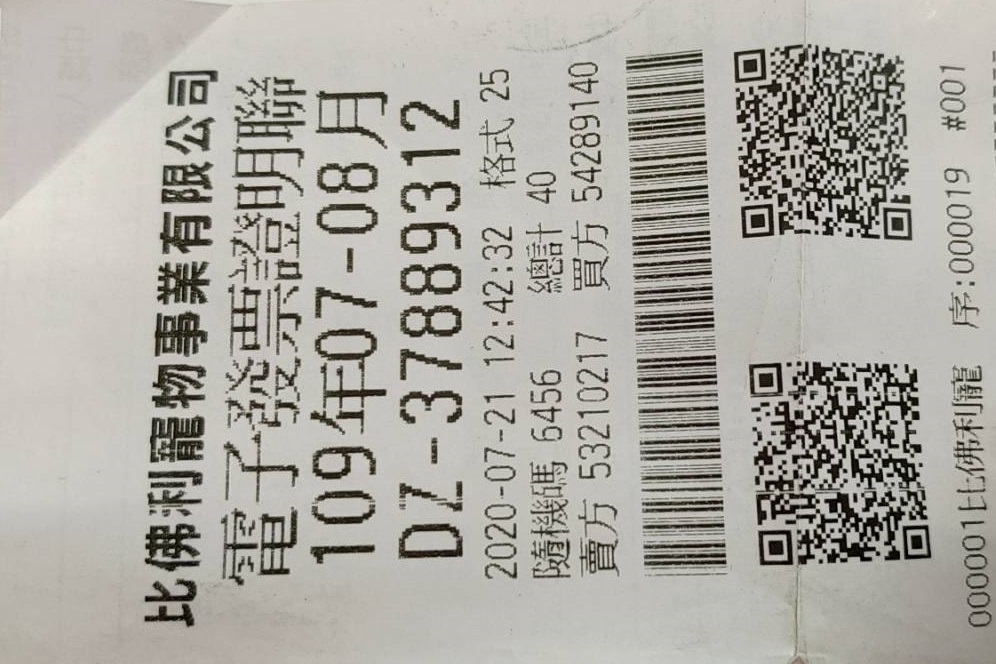 比佛利寵物事業有限公司
電子發票證明聯
109年07-08月
DZ-37889312
2020-07-21 12:42:32 格式 25
隨機碼 6456 總計 40
賣方 53210217 買方 54289140
000001比佛利寵 序:000019 #001